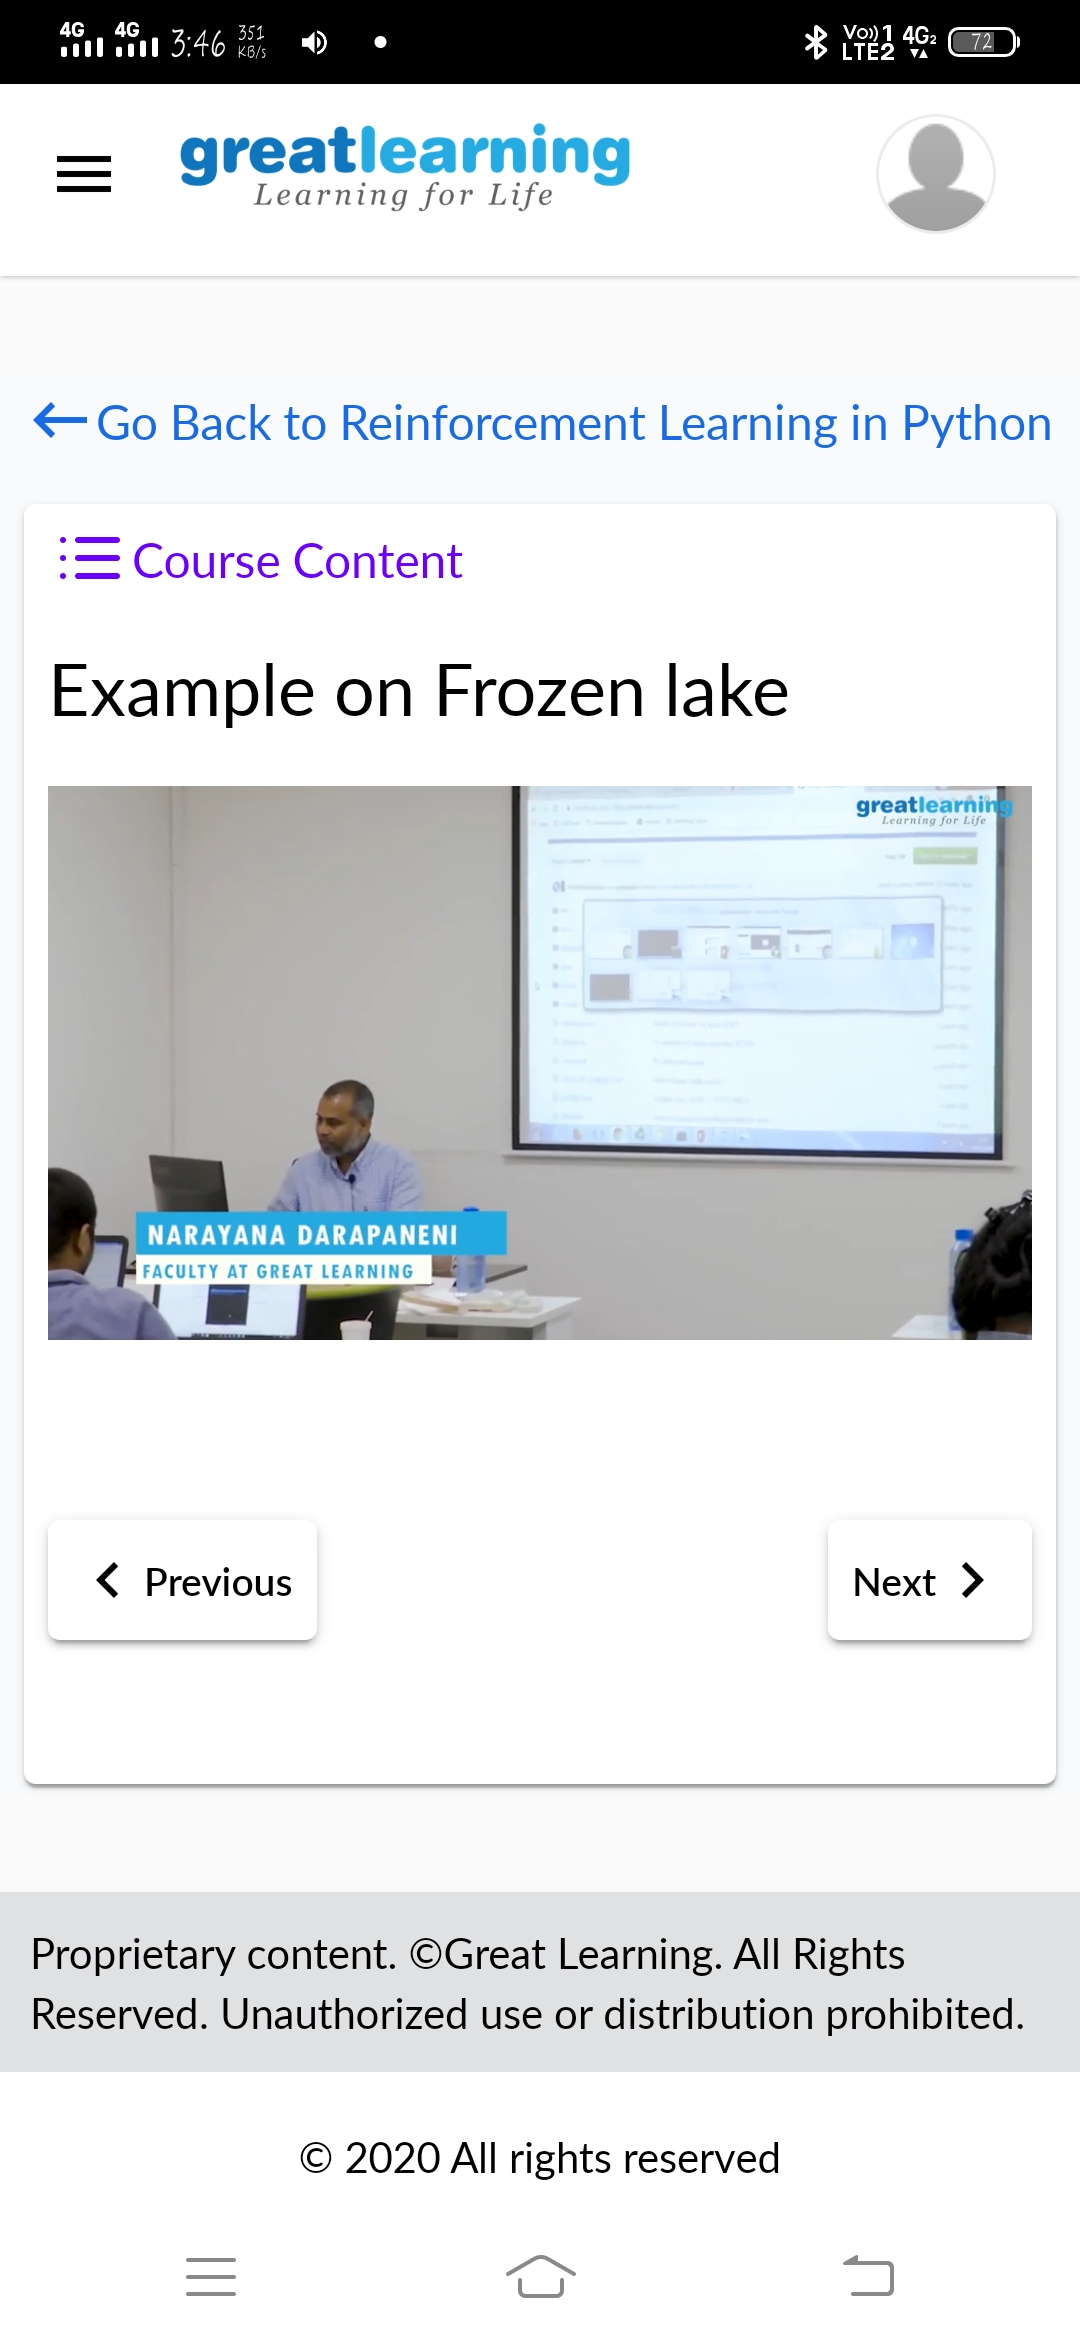 4G 4G 3:46 351 KB/s Vo)) 1 LTE2 4G2 72
greatlearning
Learning for Life
Go Back to Reinforcement Learning in Python
Course Content
Example on Frozen lake
greatlearning
Learning for Life
NARAYANA DARAPANENI
FACULTY AT GREAT LEARNING
Previous
Next
Proprietary content. ©Great Learning. All Rights
Reserved. Unauthorized use or distribution prohibited.
© 2020 All rights reserved